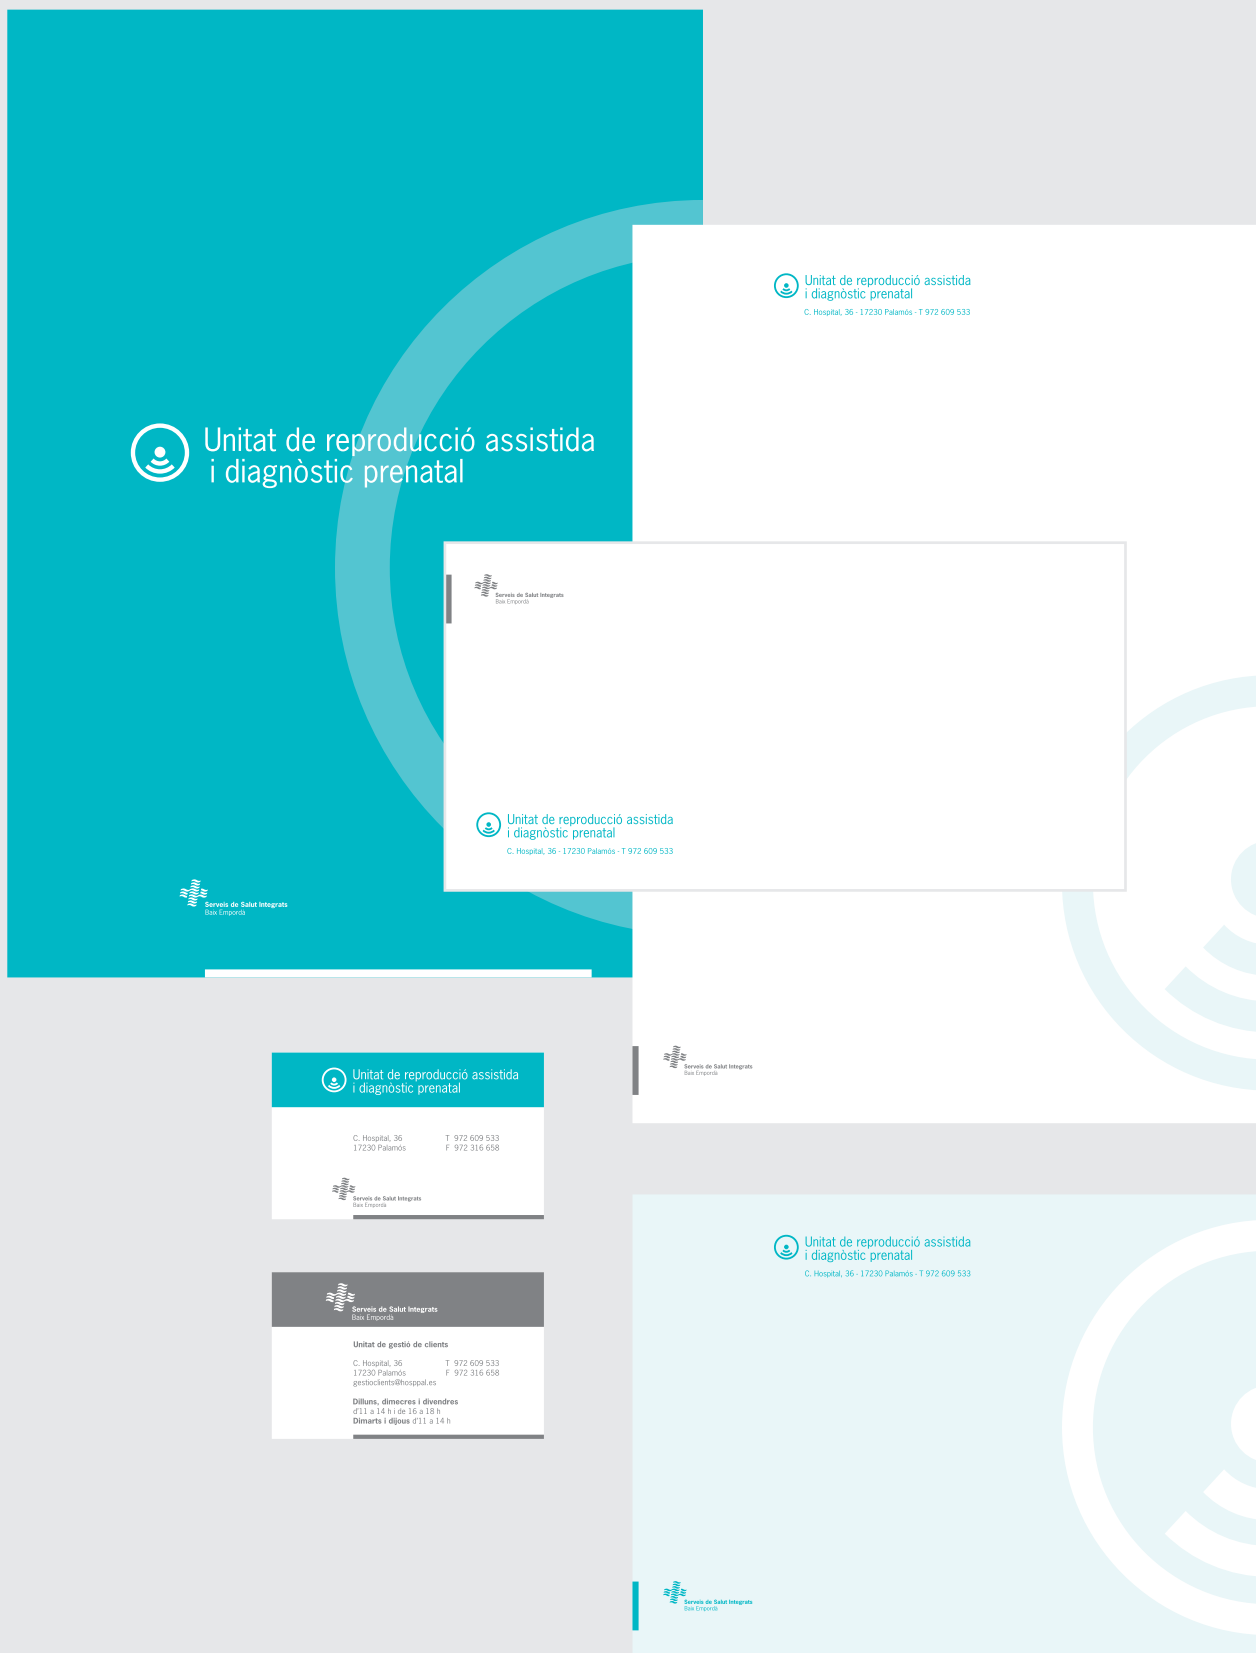 Unitat de reproducció assistida
i diagnòstic prenatal
Serveis de Salut Integrats
Baix Empordà
Unitat de reproducció assistida
i diagnòstic prenatal
C. Hospital, 36 - 17230 Palamós - T 972 609 533
Serveis de Salut Integrats
Baix Empordà
Unitat de reproducció assistida
i diagnòstic prenatal
C. Hospital, 36 - 17230 Palamós - T 972 609 533
Serveis de Salut Integrats
Baix Empordà
Unitat de reproducció assistida
i diagnòstic prenatal
C. Hospital, 36 T 972 609 533
17230 Palamós F 972 316 658
Serveis de Salut Integrats
Baix Empordà
Serveis de Salut Integrats
Baix Empordà
Unitat de gestió de clients
C. Hospital, 36 T 972 609 533
17230 Palamós F 972 316 658
gestioclients@hosppal.es
Dilluns, dimecres i divendres
d'11 a 14 h i de 16 a 18 h
Dimarts i dijous d'11 a 14 h
Unitat de reproducció assistida
i diagnòstic prenatal
C. Hospital, 36 - 17230 Palamós - T 972 609 533
Serveis de Salut Integrats
Baix Empordà